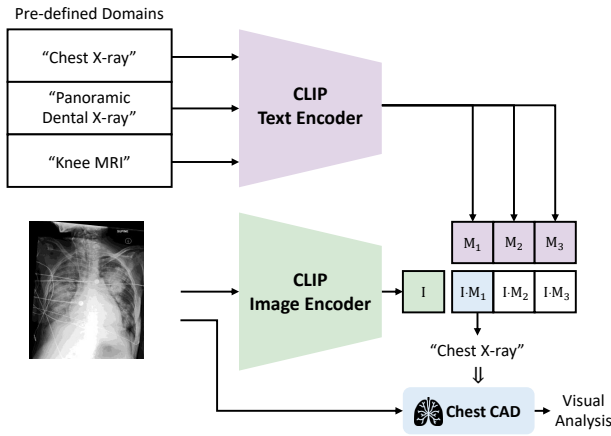 Pre-defined Domains
“Chest X-ray”
“Panoramic
Dental X-ray”
“Knee MRI”
CLIP
Text Encoder
M₁ M₂ M₃
CLIP
Image Encoder
I
I·M₁ I·M₂ I·M₃
“Chest X-ray”
⇓
Chest CAD
Visual
Analysis